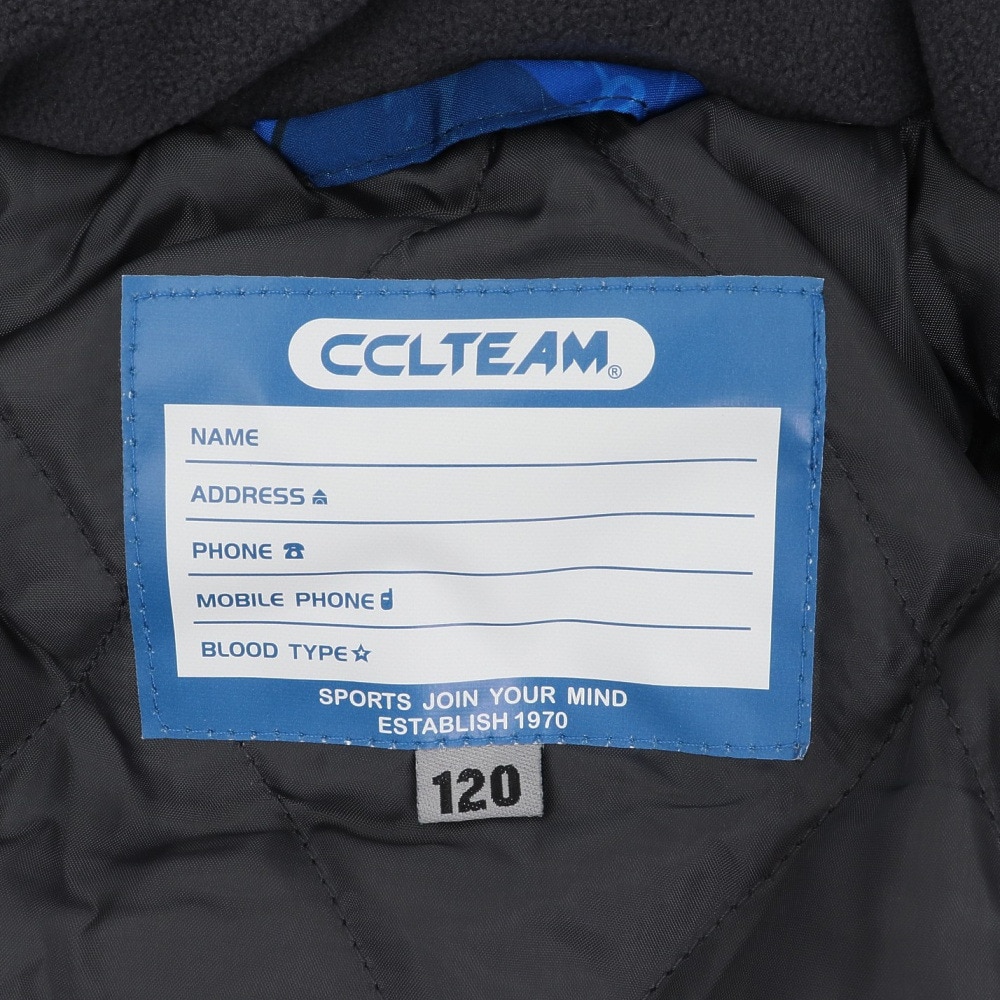 CCLTEAM®
NAME
ADDRESS
PHONE
MOBILE PHONE
BLOOD TYPE
SPORTS JOIN YOUR MIND
ESTABLISH 1970
120